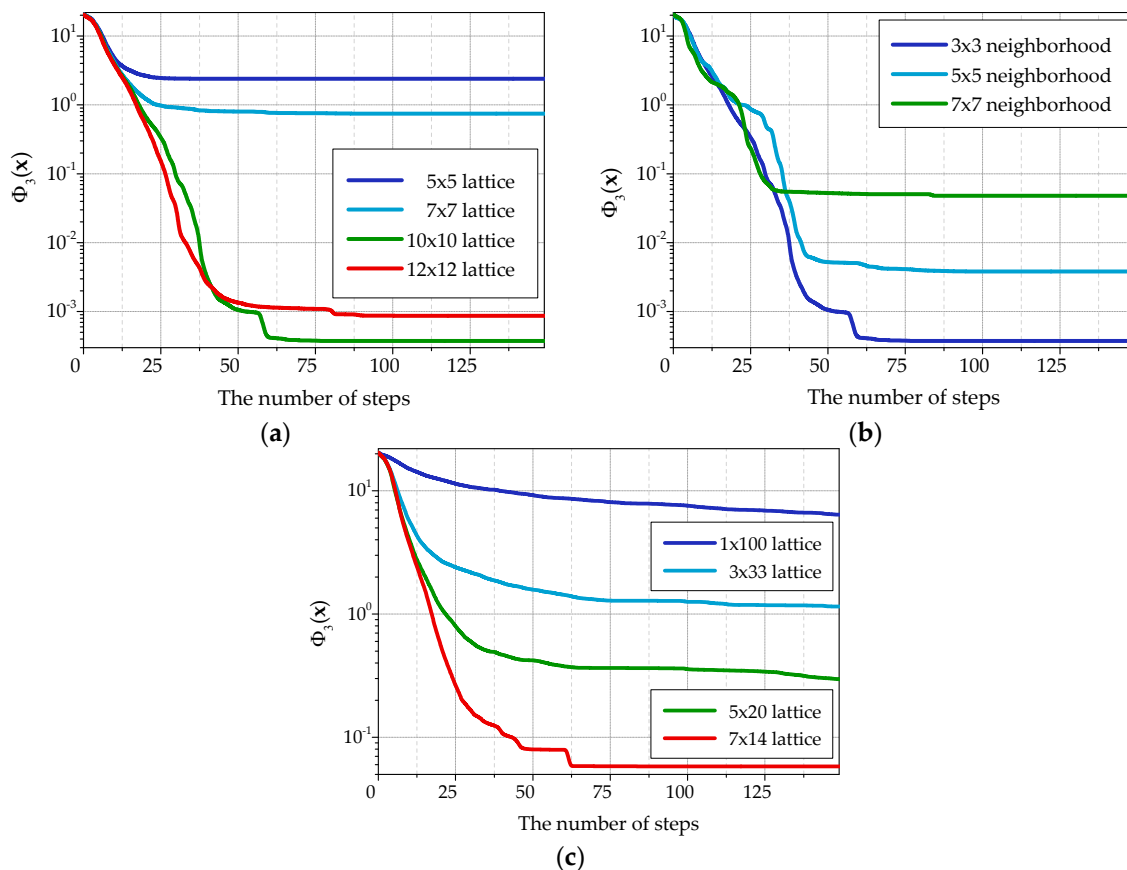 10¹
10⁰
10⁻¹
10⁻²
10⁻³
Φ₃(x)
5x5 lattice
7x7 lattice
10x10 lattice
12x12 lattice
0 25 50 75 100 125
The number of steps
(a)
10¹
10⁰
10⁻¹
10⁻²
10⁻³
Φ₃(x)
3x3 neighborhood
5x5 neighborhood
7x7 neighborhood
0 25 50 75 100 125
The number of steps
(b)
10¹
10⁰
10⁻¹
Φ₃(x)
1x100 lattice
3x33 lattice
5x20 lattice
7x14 lattice
0 25 50 75 100 125
The number of steps
(c)